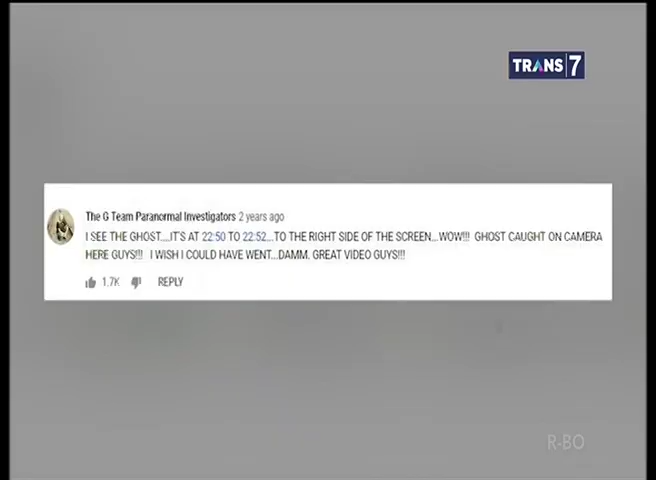 TRANS|7
The G Team Paranormal Investigators 2 years ago
I SEE THE GHOST....IT'S AT 22:50 TO 22:52...TO THE RIGHT SIDE OF THE SCREEN...WOW!!! GHOST CAUGHT ON CAMERA
HERE GUYS!!! I WISH I COULD HAVE WENT...DAMM. GREAT VIDEO GUYS!!!
1.7K REPLY
R-BO